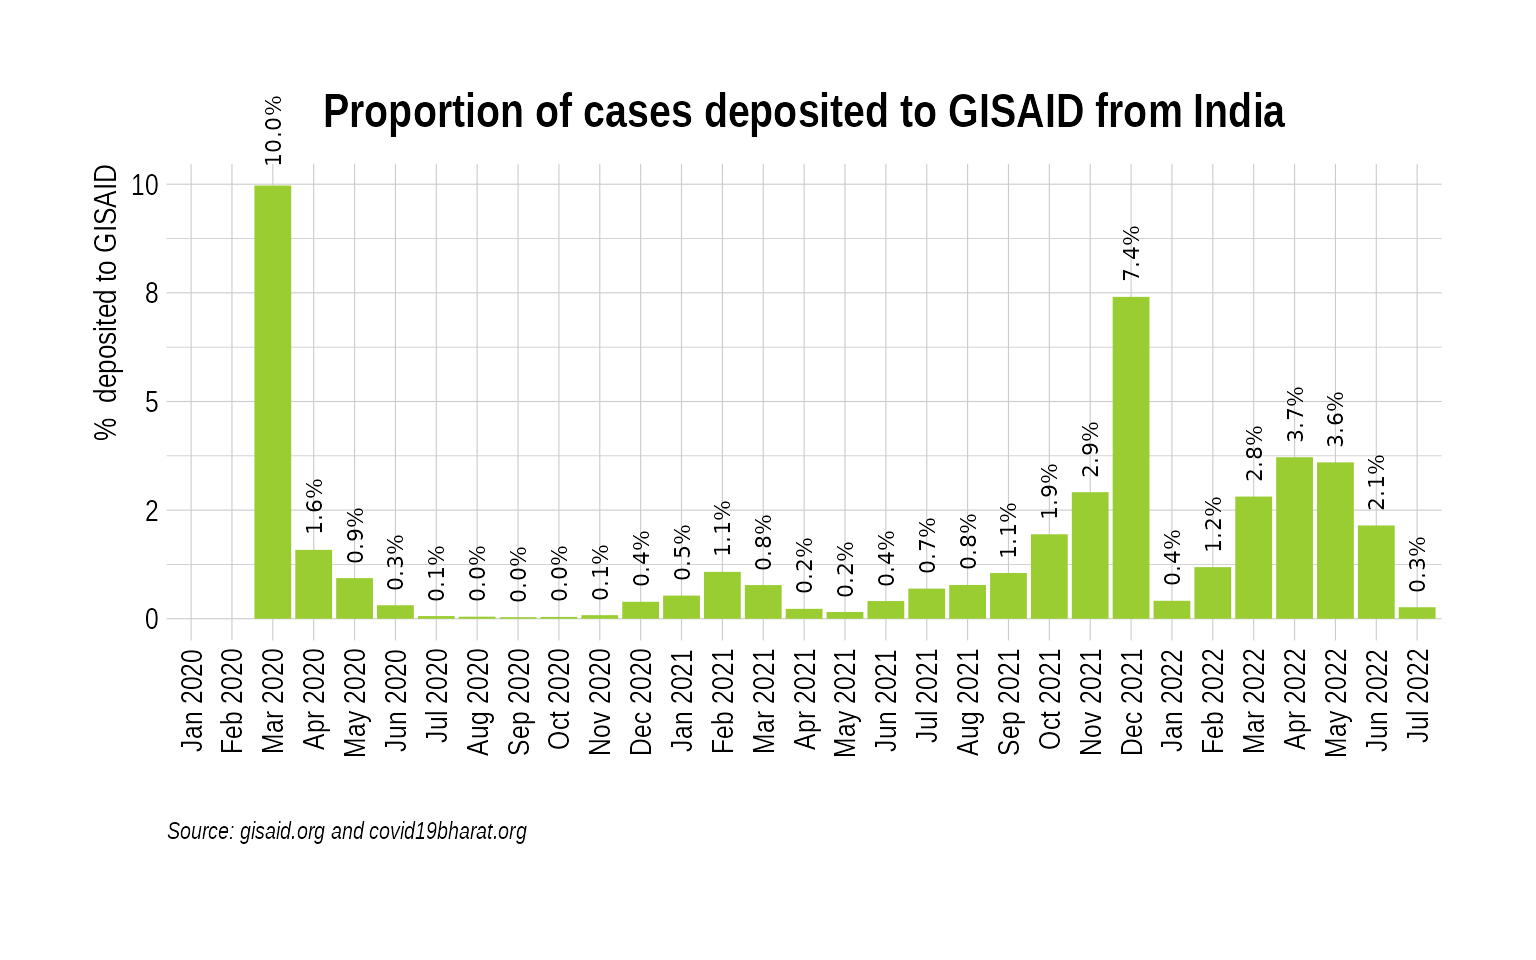 Proportion of cases deposited to GISAID from India
% deposited to GISAID
10
8
5
2
0
10.0%
1.6%
0.9%
0.3%
0.1%
0.0%
0.0%
0.0%
0.1%
0.4%
0.5%
1.1%
0.8%
0.2%
0.2%
0.4%
0.7%
0.8%
1.1%
1.9%
2.9%
7.4%
0.4%
1.2%
2.8%
3.7%
3.6%
2.1%
0.3%
Jan 2020
Feb 2020
Mar 2020
Apr 2020
May 2020
Jun 2020
Jul 2020
Aug 2020
Sep 2020
Oct 2020
Nov 2020
Dec 2020
Jan 2021
Feb 2021
Mar 2021
Apr 2021
May 2021
Jun 2021
Jul 2021
Aug 2021
Sep 2021
Oct 2021
Nov 2021
Dec 2021
Jan 2022
Feb 2022
Mar 2022
Apr 2022
May 2022
Jun 2022
Jul 2022
Source: gisaid.org and covid19bharat.org